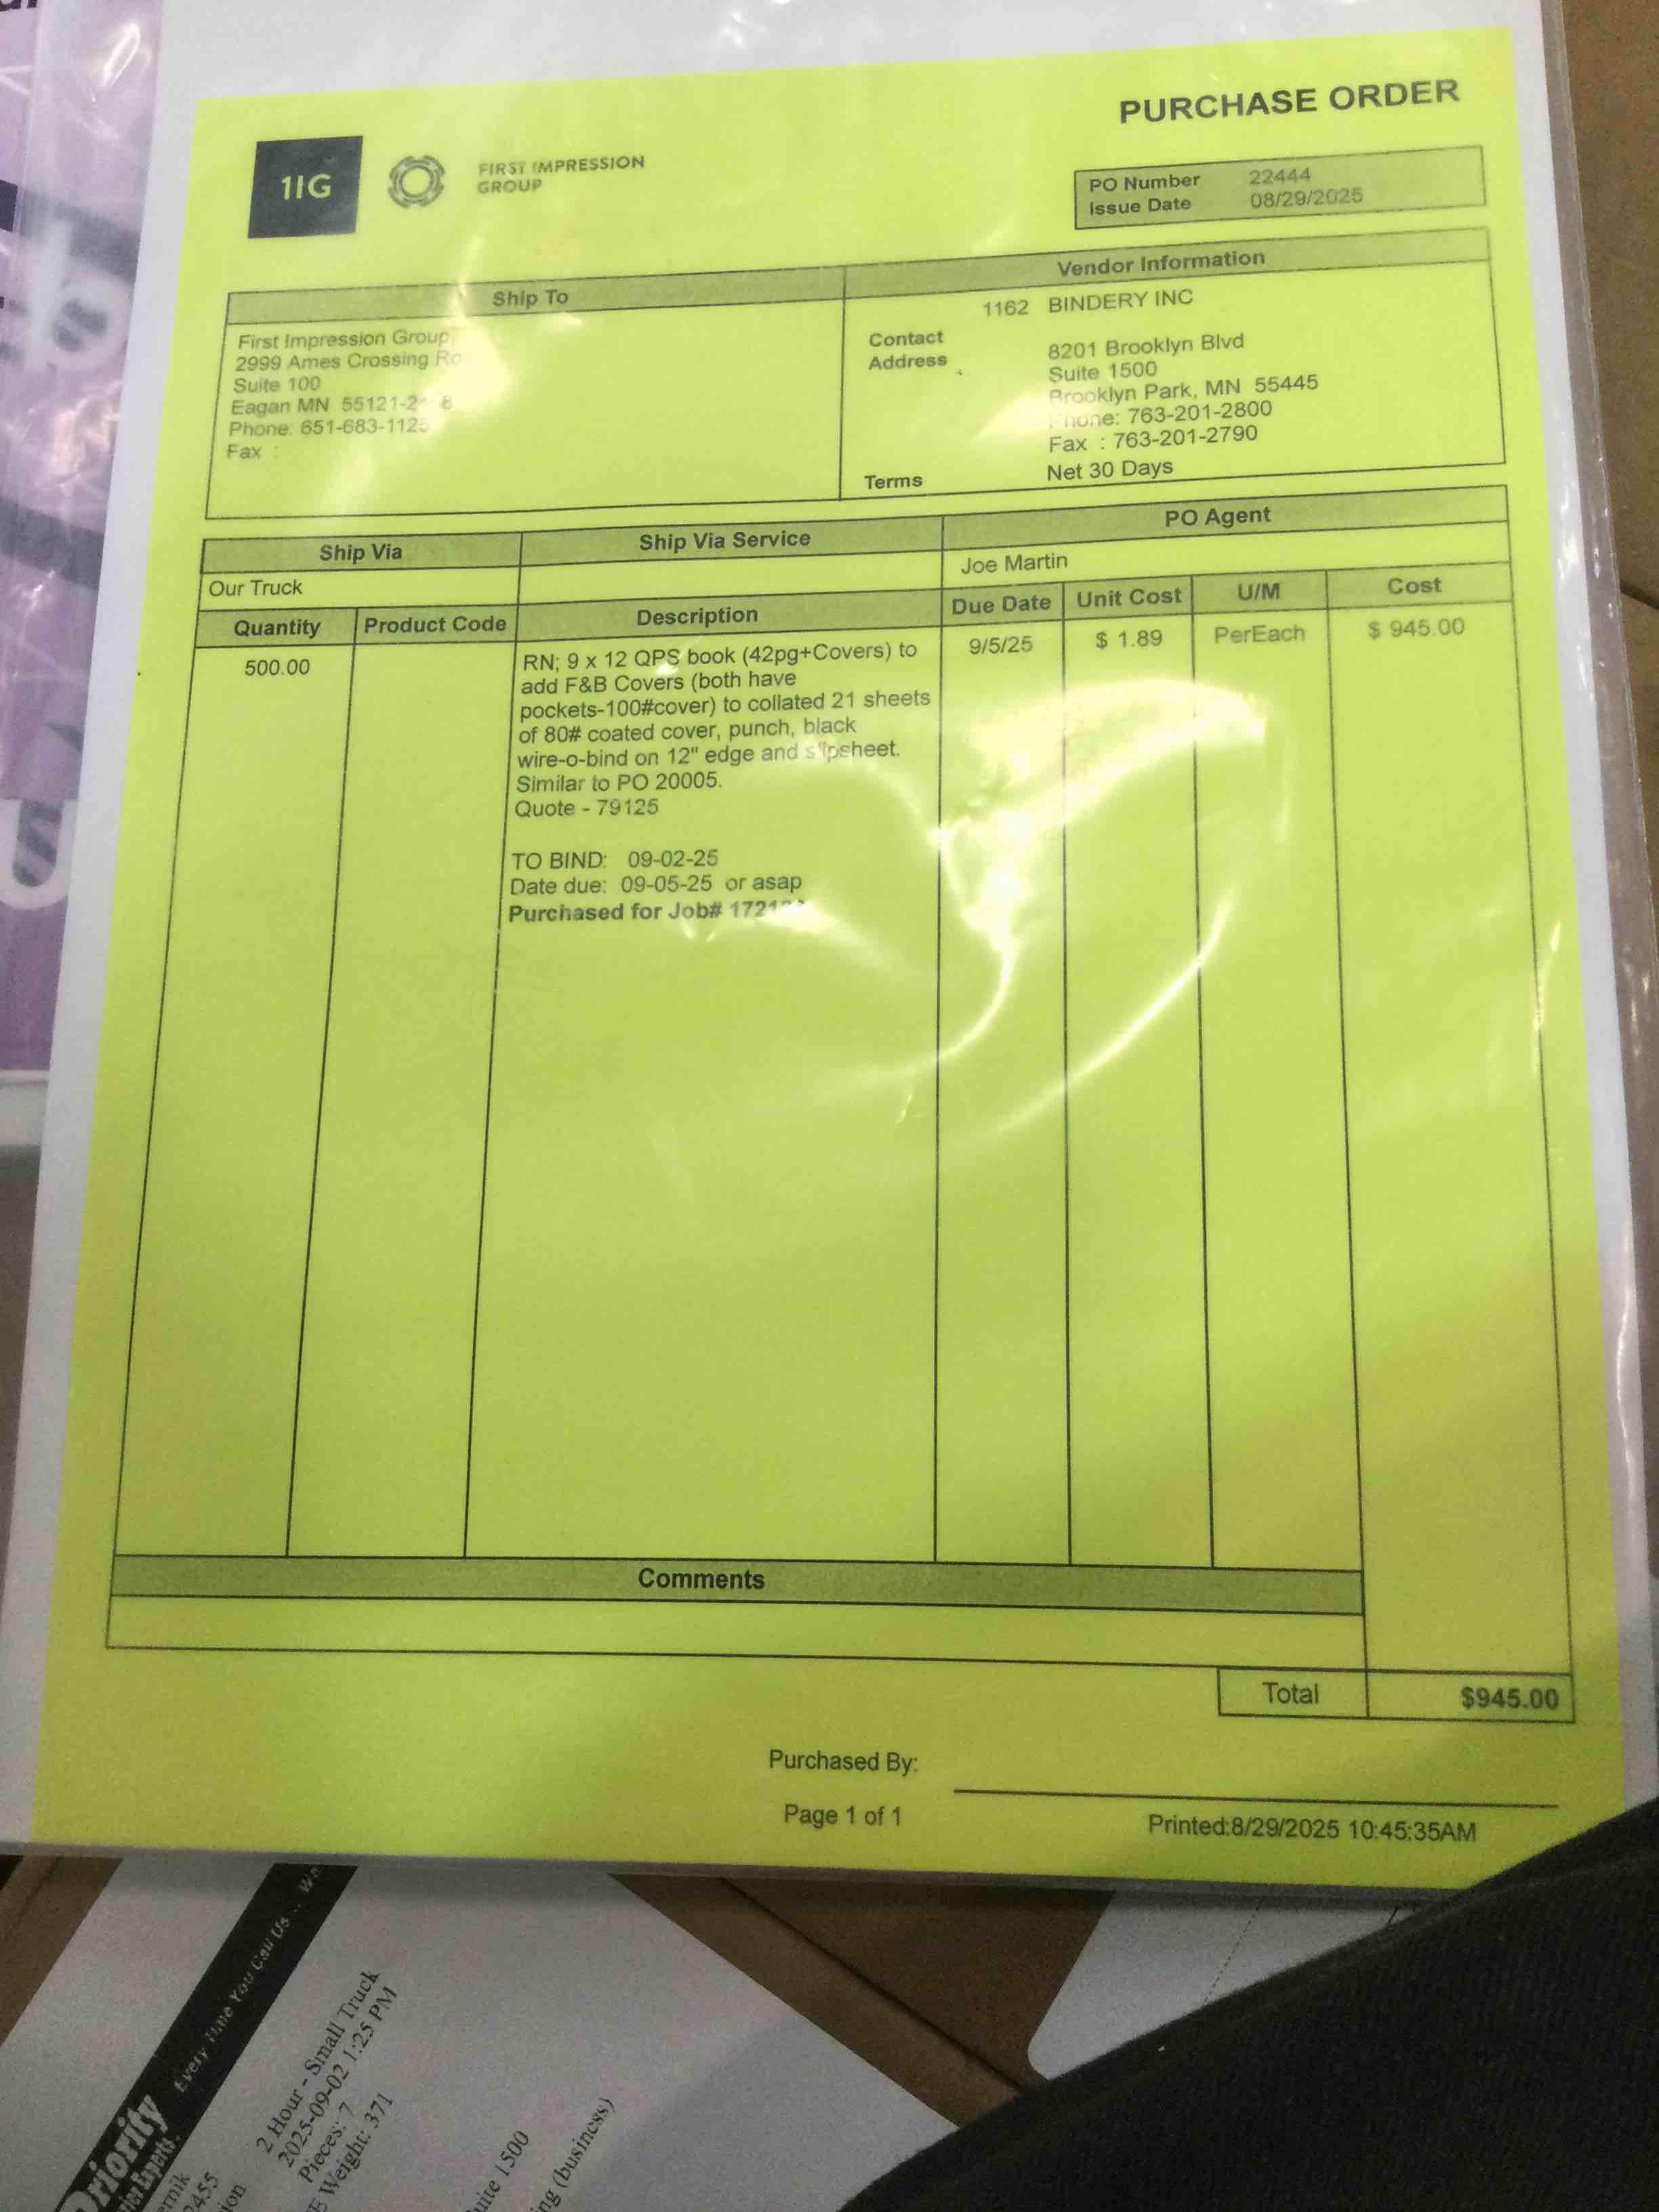 PURCHASE ORDER
1IG
FIRST IMPRESSION
GROUP
PO Number 22444
Issue Date 08/29/2025
Ship To
First Impression Group
2999 Ames Crossing
Suite 100
Eagan MN
Phone: 651-683-1125
Fax :
Vendor Information
1162 BINDERY INC
Contact
Address
8201 Brooklyn Blvd
Suite 1500
Brooklyn Park, MN 55445
Phone: 763-201-2800
Fax : 763-201-2790
Terms Net 30 Days
Ship Via
Ship Via Service
PO Agent
Our Truck
Joe Martin
Quantity Product Code Description Due Date Unit Cost U/M Cost
500.00
RN; 9 x 12 QPS book (42pg+Covers) to
add F&B Covers (both have
pockets-100#cover) to collated 21 sheets
of 80# coated cover, punch, black
wire-o-bind on 12" edge and slipsheet.
Similar to PO 20005.
Quote - 79125
TO BIND: 09-02-25
Date due: 09-05-25 or asap
Purchased for Job#
9/5/25 $ 1.89 PerEach $ 945.00
Comments
Total $945.00
Purchased By:
Page 1 of 1
Printed:8/29/2025 10:45:35AM
Every Time You Call Us
2 Hour - Small Truck
2025-09-02 1:25 PM
Pieces: 7
Weight: 371
1500
(business)